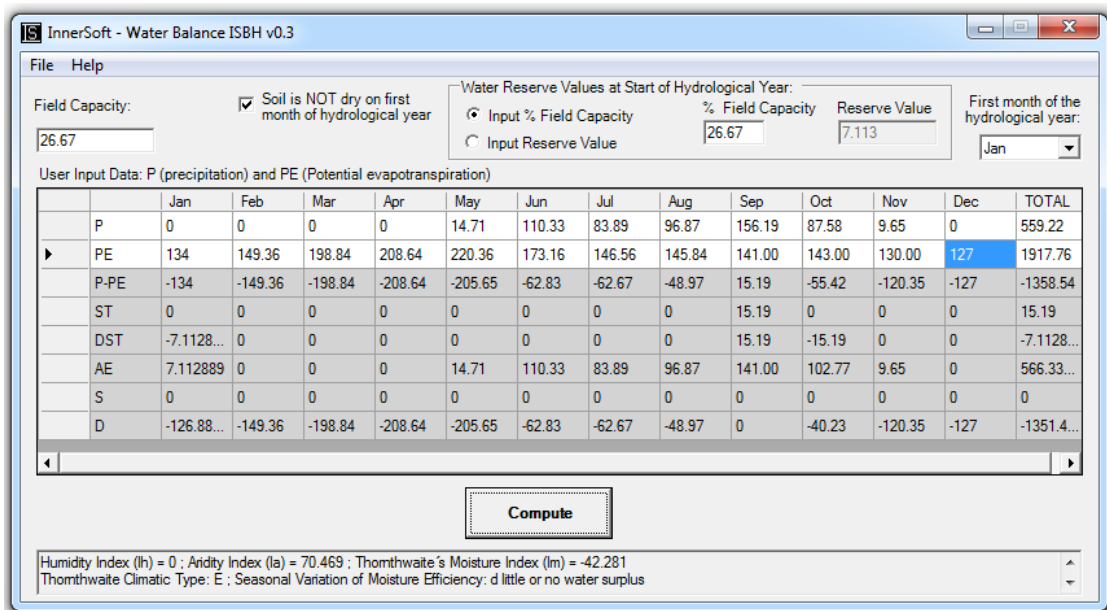 InnerSoft - Water Balance ISBH v0.3
File Help
Field Capacity:
26.67
Soil is NOT dry on first
month of hydrological year
Water Reserve Values at Start of Hydrological Year:
Input % Field Capacity
Input Reserve Value
% Field Capacity
26.67
Reserve Value
7.113
First month of the
hydrological year:
Jan
User Input Data: P (precipitation) and PE (Potential evapotranspiration)
Jan Feb Mar Apr May Jun Jul Aug Sep Oct Nov Dec TOTAL
P 0 0 0 0 14.71 110.33 83.89 96.87 156.19 87.58 9.65 0 559.22
PE 134 149.36 198.84 208.64 220.36 173.16 146.56 145.84 141.00 143.00 130.00 127 1917.76
P-PE -134 -149.36 -198.84 -208.64 -205.65 -62.83 -62.67 -48.97 15.19 -55.42 -120.35 -127 -1358.54
ST 0 0 0 0 0 0 0 0 15.19 0 0 0 15.19
DST -7.1128... 0 0 0 0 0 0 0 15.19 -15.19 0 0 -7.1128...
AE 7.112889 0 0 0 14.71 110.33 83.89 96.87 141.00 102.77 9.65 0 566.33...
S 0 0 0 0 0 0 0 0 0 0 0 0 0
D -126.88... -149.36 -198.84 -208.64 -205.65 -62.83 -62.67 -48.97 0 -40.23 -120.35 -127 -1351.4...
Compute
Humidity Index (Ih) = 0 ; Aridity Index (Ia) = 70.469 ; Thornthwaite´s Moisture Index (Im) = -42.281
Thornthwaite Climatic Type: E ; Seasonal Variation of Moisture Efficiency: d little or no water surplus